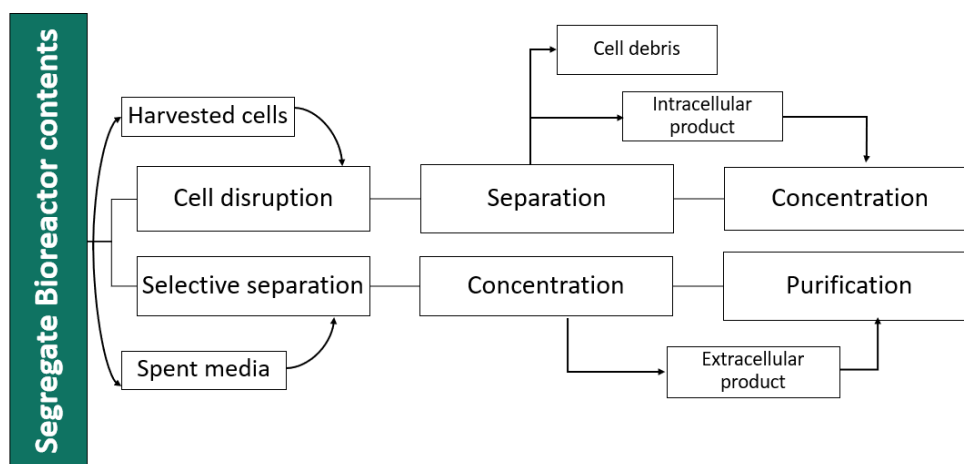 Segregate Bioreactor contents
Cell debris
Harvested cells
Intracellular
product
Cell disruption
Separation
Concentration
Selective separation
Concentration
Purification
Spent media
Extracellular
product